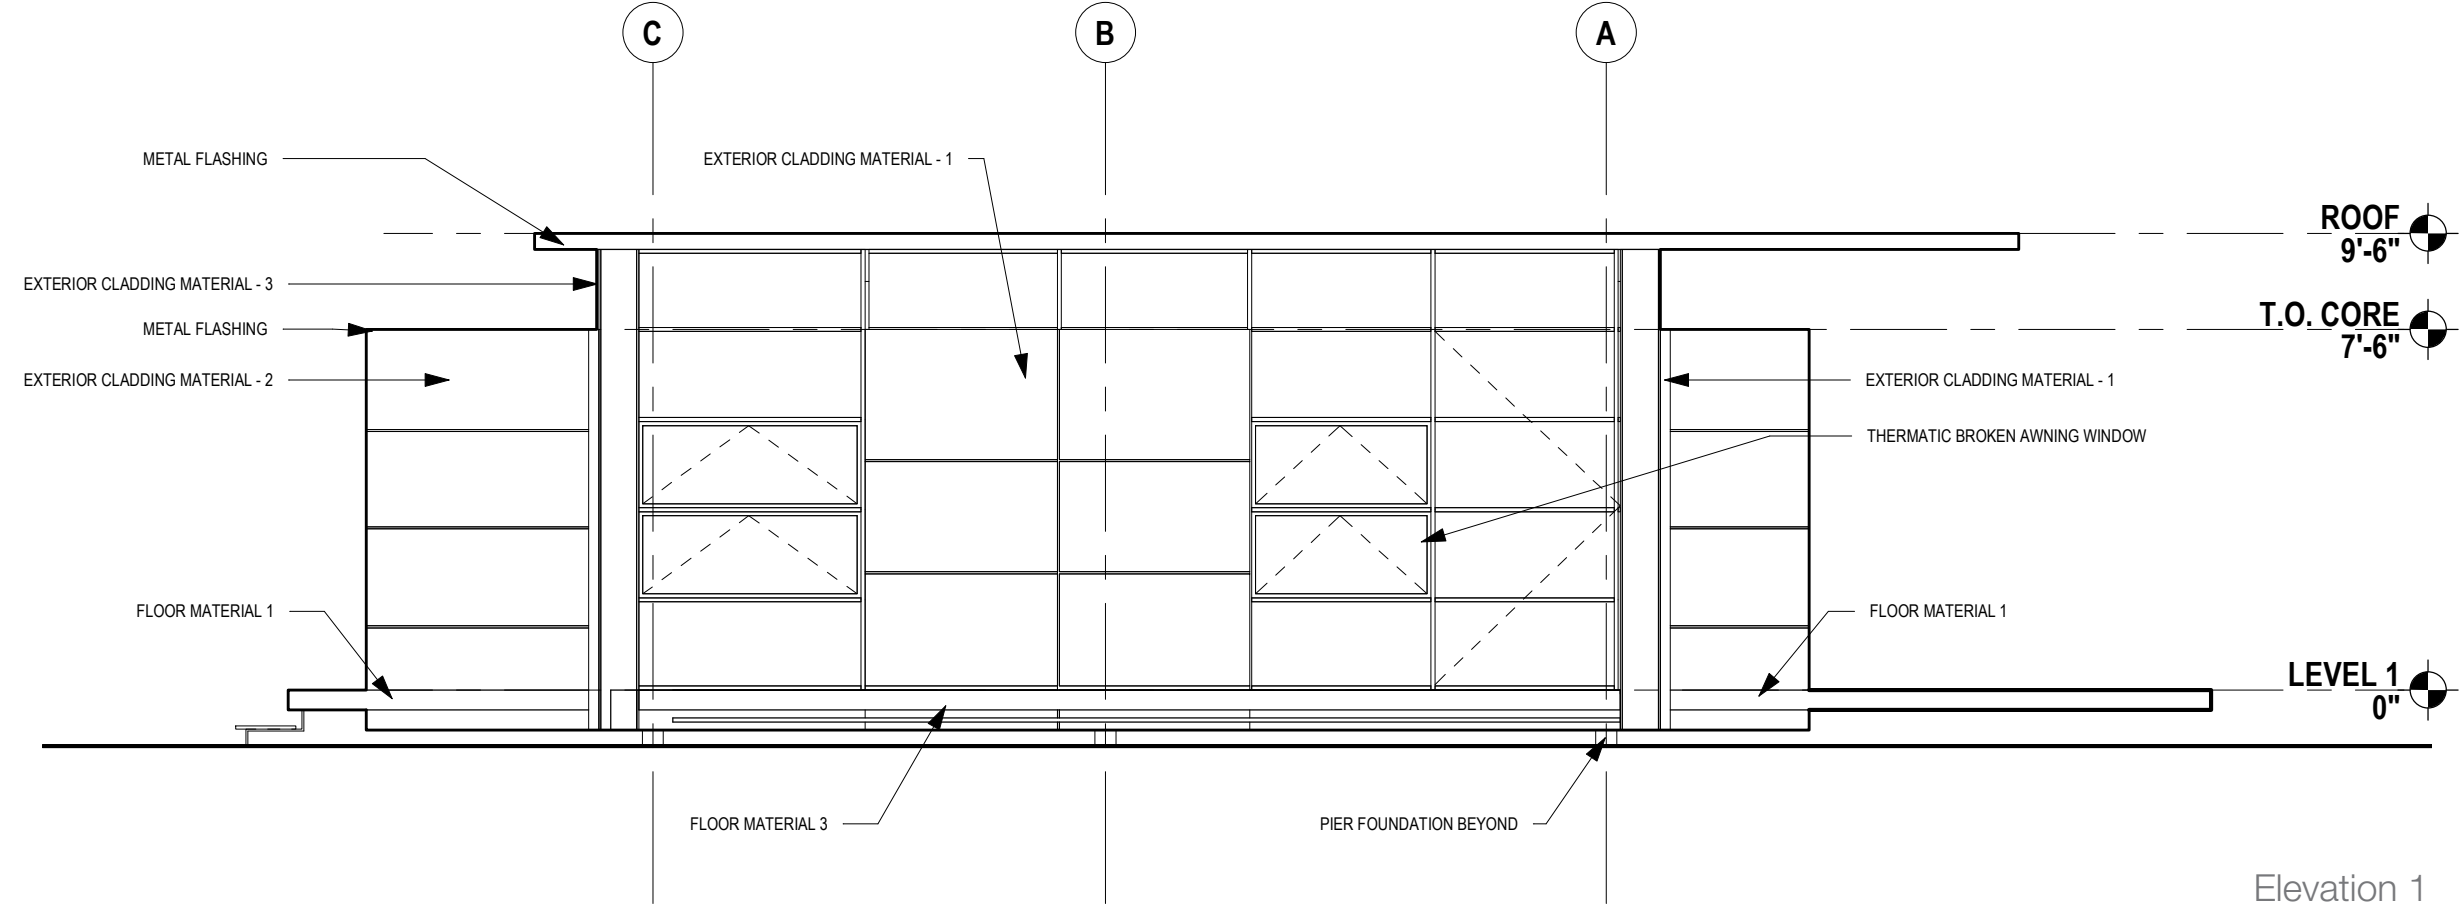 C
B
A
METAL FLASHING
EXTERIOR CLADDING MATERIAL - 1
ROOF
9'-6"
EXTERIOR CLADDING MATERIAL - 3
METAL FLASHING
T.O. CORE
7'-6"
EXTERIOR CLADDING MATERIAL - 2
EXTERIOR CLADDING MATERIAL - 1
THERMATIC BROKEN AWNING WINDOW
FLOOR MATERIAL 1
FLOOR MATERIAL 1
LEVEL 1
0"
FLOOR MATERIAL 3
PIER FOUNDATION BEYOND
Elevation 1